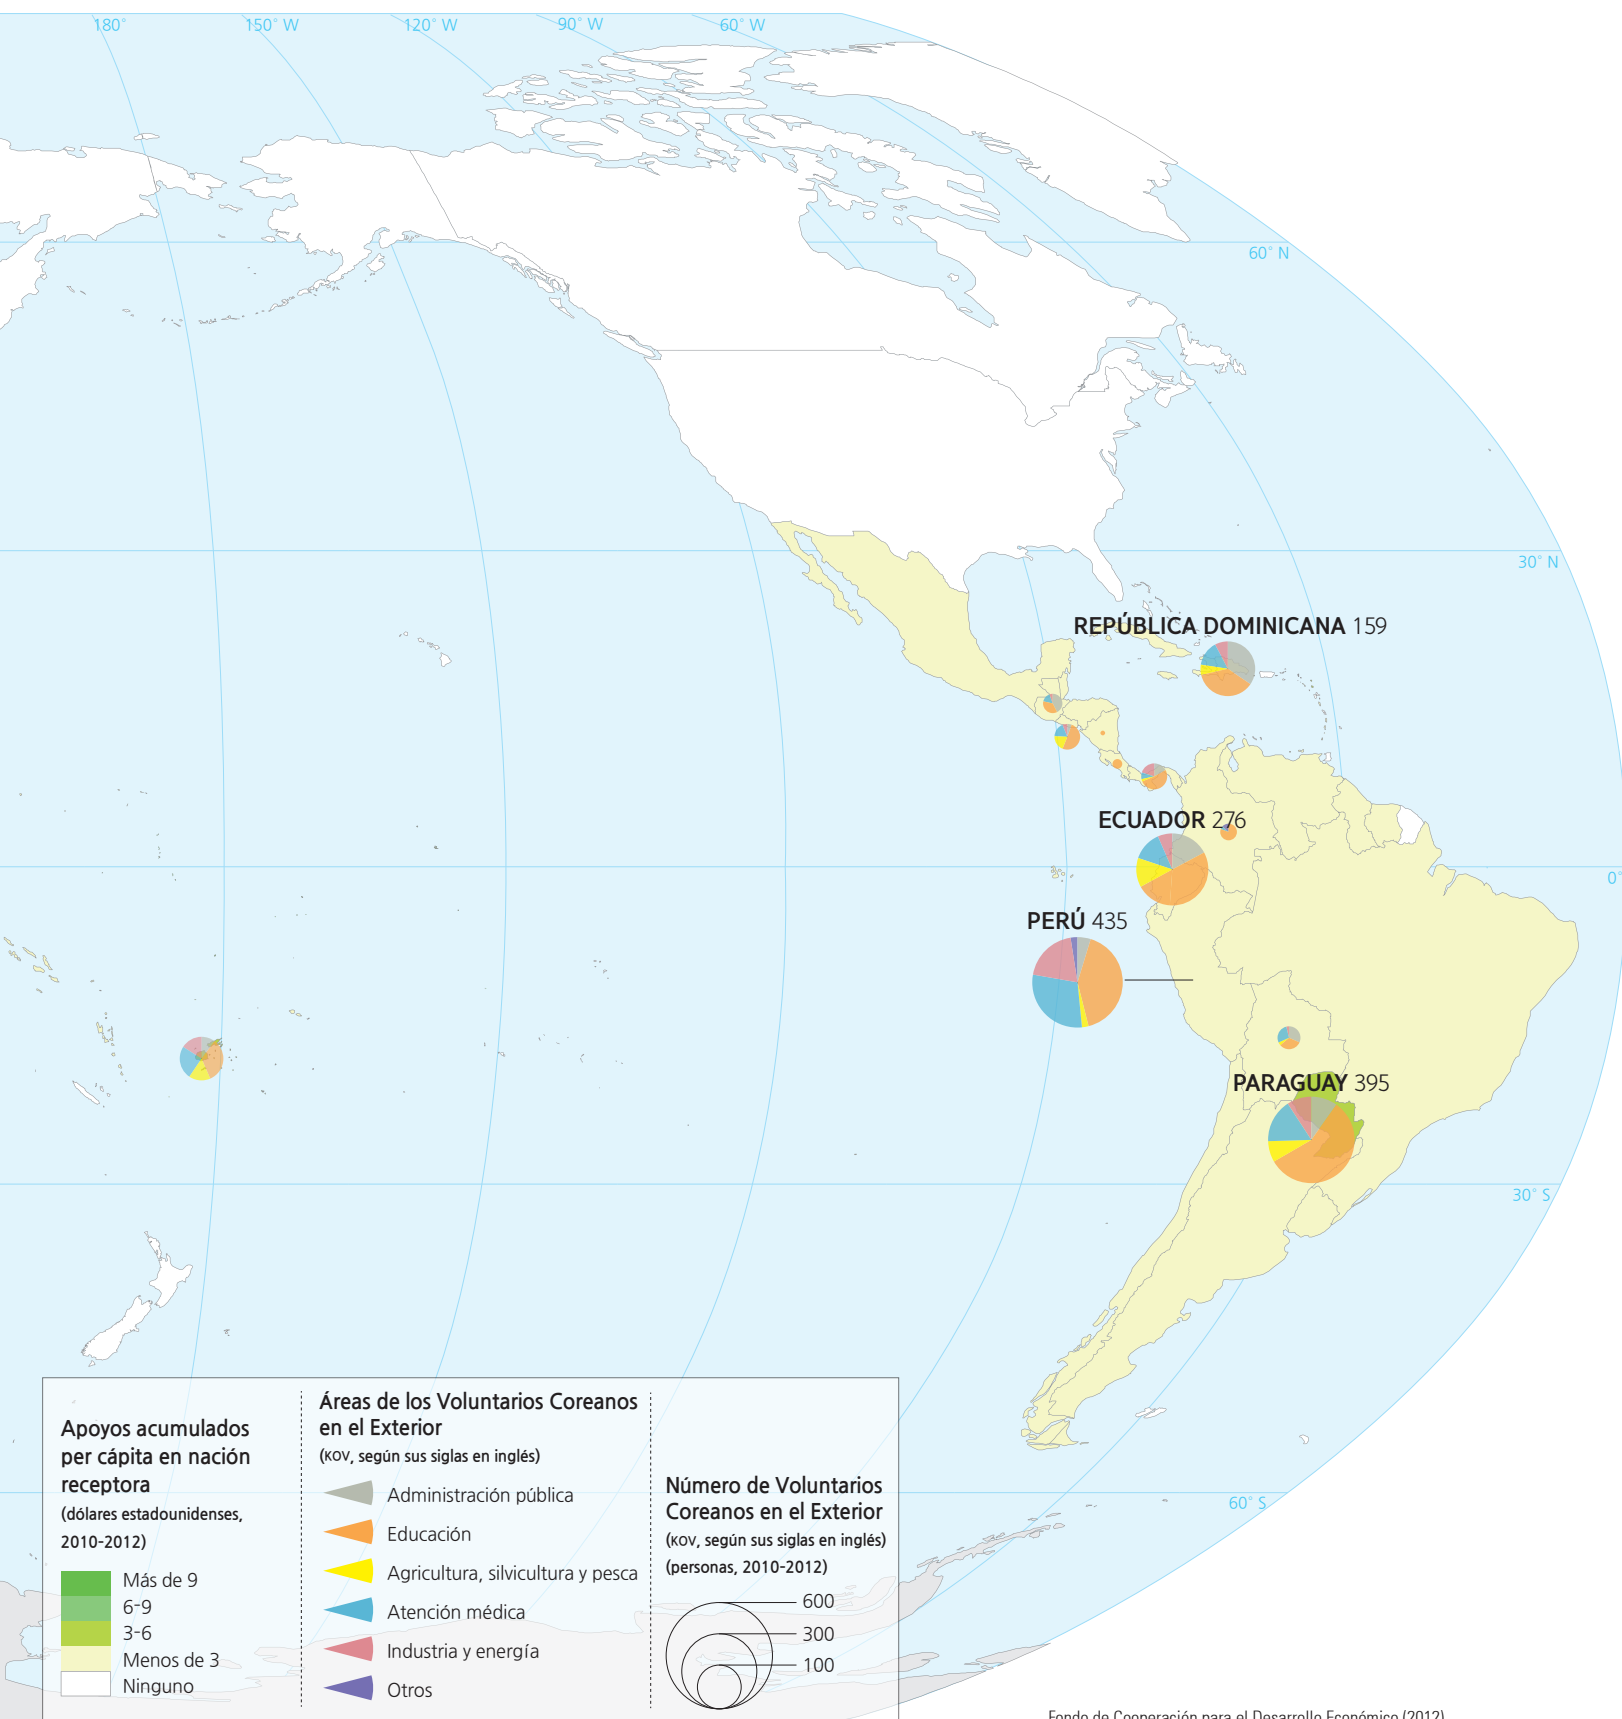 180°
150° W
120° W
90° W
60° W
60° N
30° N
REPÚBLICA DOMINICANA 159
ECUADOR 276
0°
PERÚ 435
PARAGUAY 395
30° S
60° S
Apoyos acumulados
per cápita en nación
receptora
(dólares estadounidenses,
2010-2012)
Más de 9
6-9
3-6
Menos de 3
Ninguno
Áreas de los Voluntarios Coreanos
en el Exterior
(KOV, según sus siglas en inglés)
Administración pública
Educación
Agricultura, silvicultura y pesca
Atención médica
Industria y energía
Otros
Número de Voluntarios
Coreanos en el Exterior
(KOV, según sus siglas en inglés)
(personas, 2010-2012)
600
300
100
Fondo de Cooperación para el Desarrollo Económico (2012)